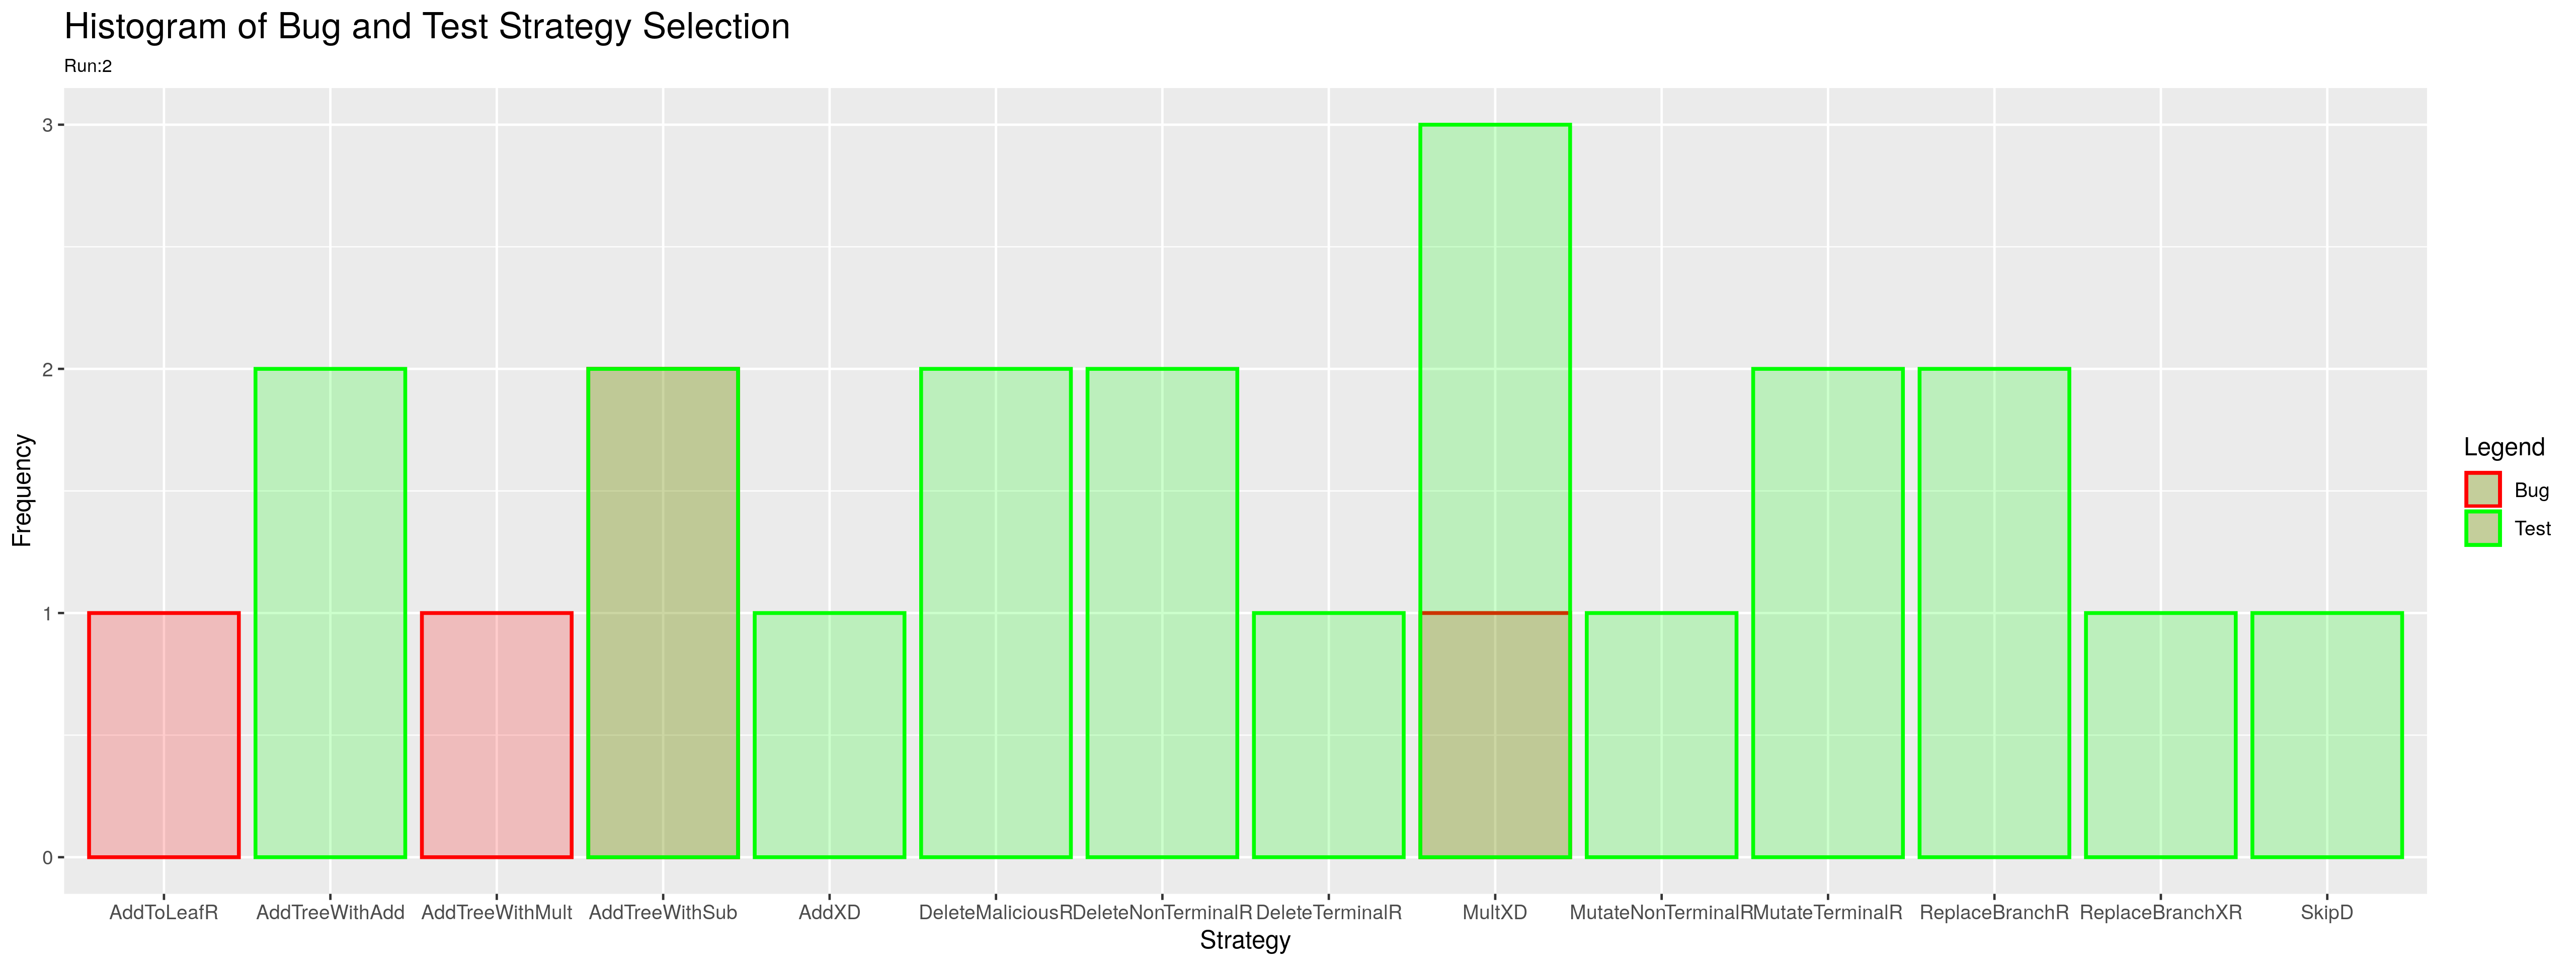 Histogram of Bug and Test Strategy Selection
Run:2
Frequency
3
2
1
0
AddToLeafR AddTreeWithAdd AddTreeWithMult AddTreeWithSub AddXD DeleteMaliciousR DeleteNonTerminalR DeleteTerminalR MultXD MutateNonTerminalR MutateTerminalR ReplaceBranchR ReplaceBranchXR SkipD
Strategy
Legend
Bug
Test